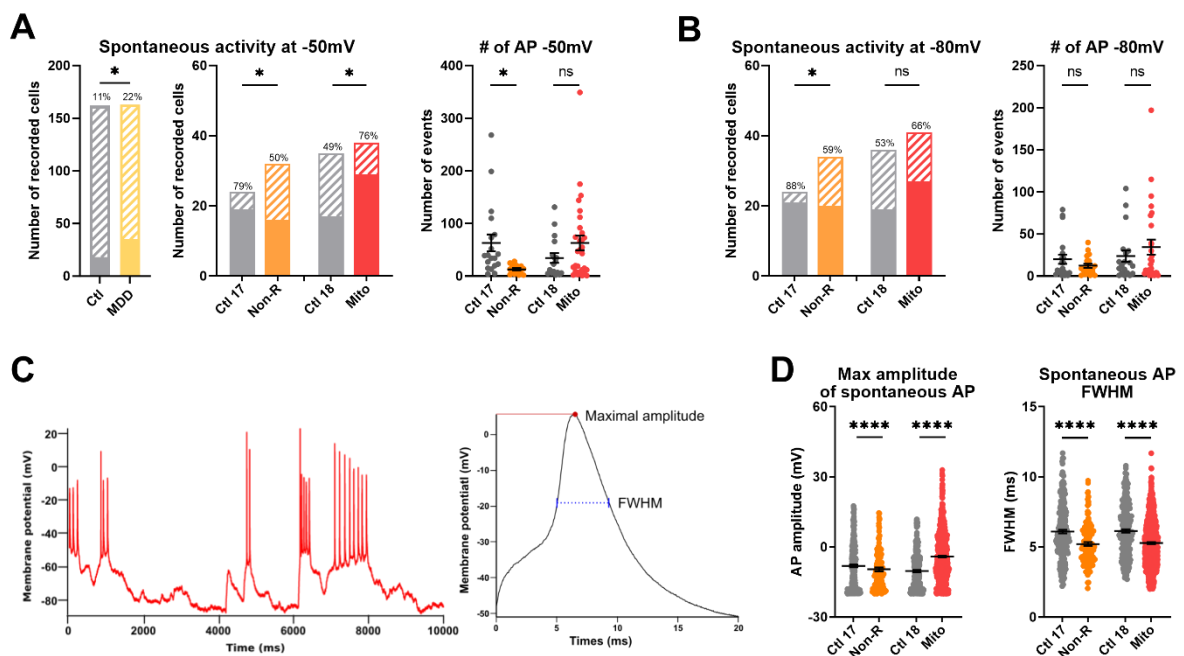 A
Spontaneous activity at -50mV
Number of recorded cells
200
150
100
50
0
11%
*
22%
Ctl
MDD
Number of recorded cells
60
40
20
0
*
*
79%
50%
49%
76%
Ctl 17
Non-R
Ctl 18
Mito
# of AP -50mV
Number of events
400
300
200
100
0
*
ns
Ctl 17
Non-R
Ctl 18
Mito
B
Spontaneous activity at -80mV
Number of recorded cells
60
40
20
0
*
ns
88%
59%
53%
66%
Ctl 17
Non-R
Ctl 18
Mito
# of AP -80mV
Number of events
250
200
150
100
50
0
ns
ns
Ctl 17
Non-R
Ctl 18
Mito
C
Membrane potential (mV)
20
0
-20
-40
-60
-80
0
2000
4000
6000
8000
10000
Time (ms)
Membrane potentiatl (mV)
0
-10
-20
-30
-40
-50
Maximal amplitude
FWHM
0
5
10
15
20
Times (ms)
D
Max amplitude
of spontaneous AP
AP amplitude (mV)
60
30
0
-30
****
****
Ctl 17
Non-R
Ctl 18
Mito
Spontaneous AP
FWHM
FWHM (ms)
15
10
5
0
****
****
Ctl 17
Non-R
Ctl 18
Mito